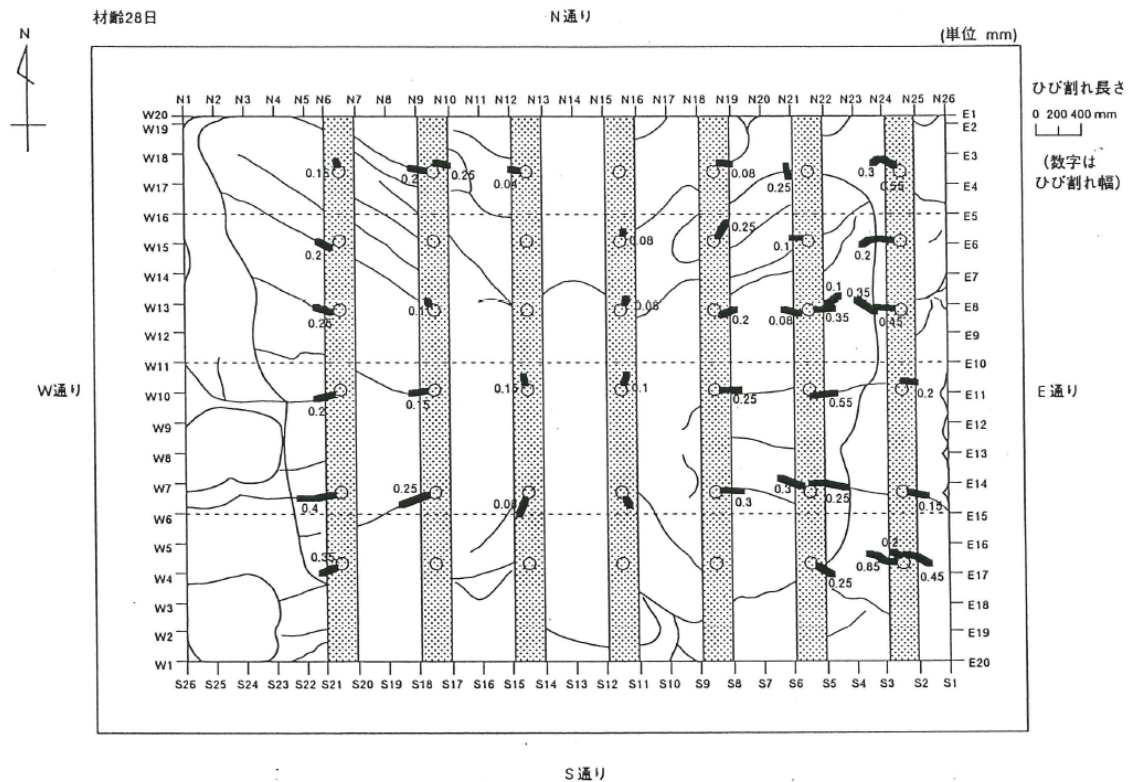 材齢28日
N通り
N
(単位 mm)
N1 N2 N3 N4 N5 N6 N7 N8 N9 N10 N11 N12 N13 N14 N15 N16 N17 N18 N19 N20 N21 N22 N23 N24 N25 N26
ひび割れ長さ
0 200 400 mm
(数字は
ひび割れ幅)
W20 E1
W19 E2
W18 E3
W17 E4
W16 E5
W15 E6
W14 E7
W13 E8
W12 E9
W11 E10
W10 E11
W9 E12
W8 E13
W7 E14
W6 E15
W5 E16
W4 E17
W3 E18
W2 E19
W1 E20
W通り
E通り
0.15 0.2 0.25 0.04 0.08 0.25 0.3 0.55
0.2 0.08 0.25 0.1 0.2
0.25 0.1 0.08 0.2 0.08 0.1 0.35 0.35 0.45
0.2 0.15 0.15 0.1 0.25 0.55 0.2
0.4 0.25 0.08 0.3 0.3 0.25 0.15
0.35 0.25 0.85 0.2 0.45
S26 S24 S23 S22 S21 S20 S19 S18 S17 S16 S15 S14 S13 S12 S11 S10 S9 S8 S7 S6 S5 S4 S3 S2 S1
S通り